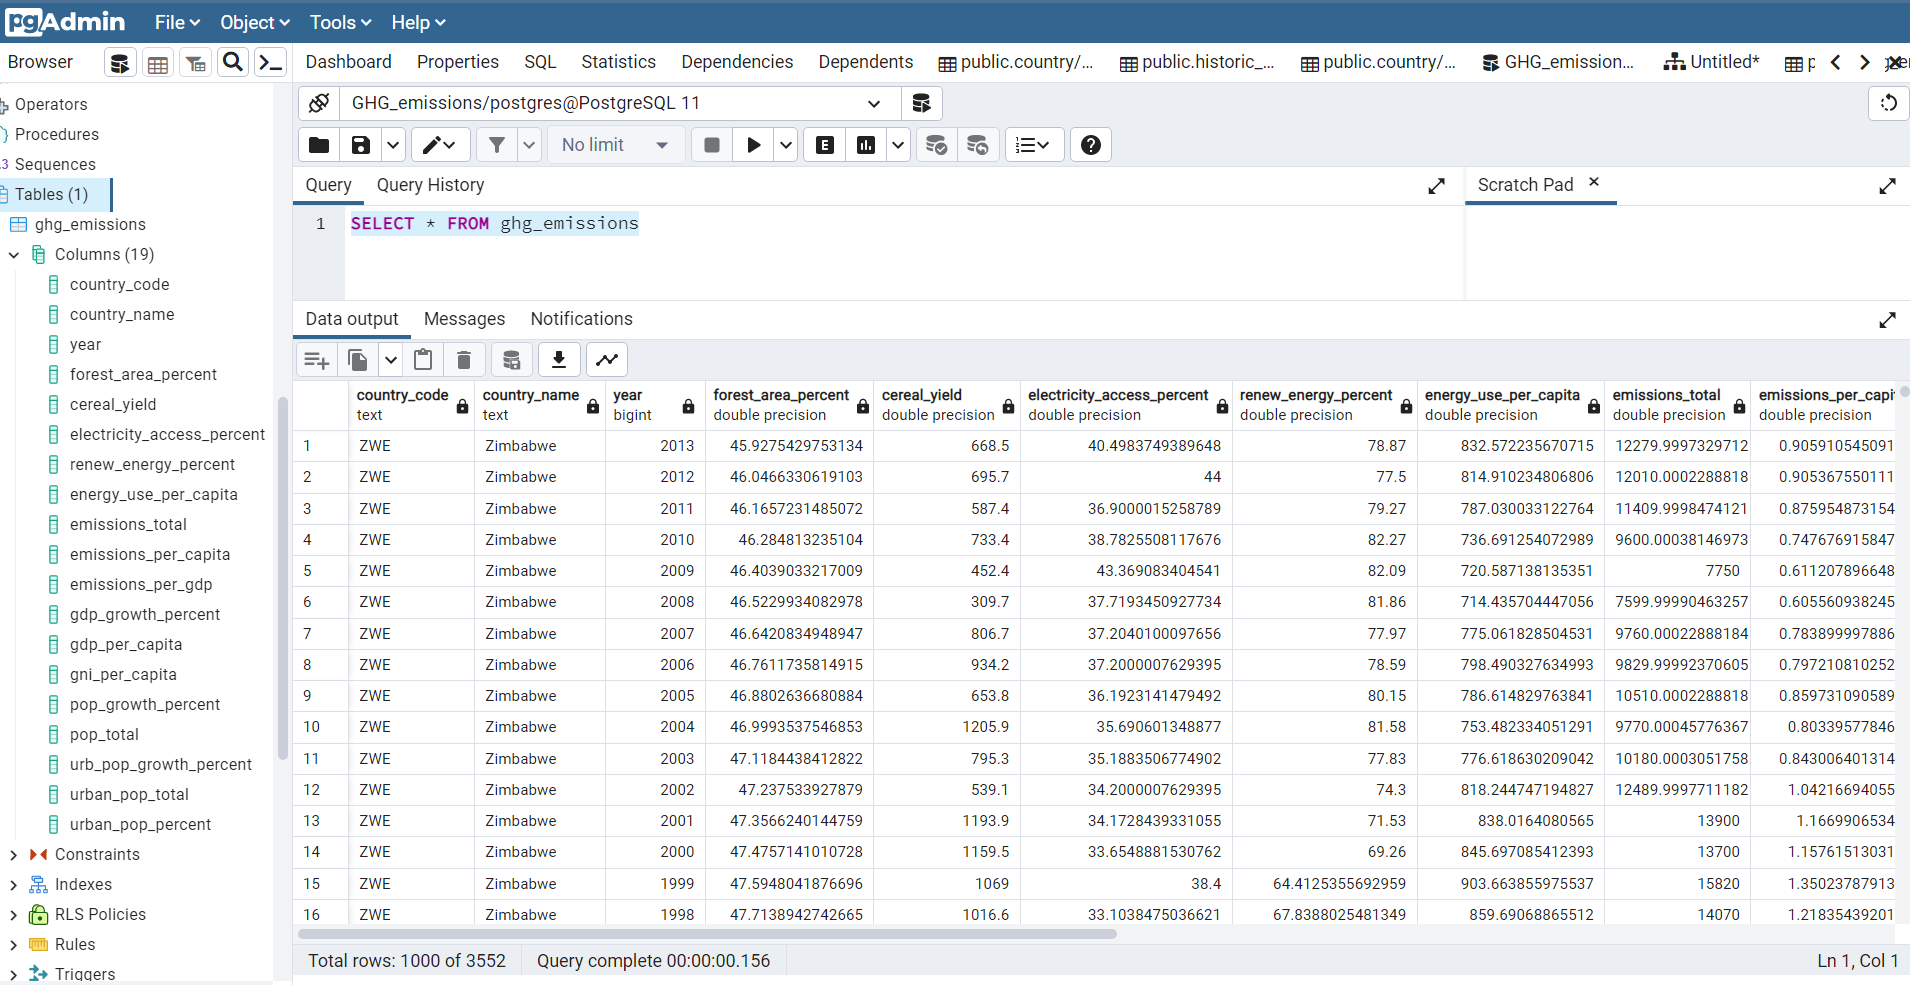 pgAdmin File Object Tools Help
Browser Dashboard Properties SQL Statistics Dependencies Dependents public.country/... public.historic_... public.country/... GHG_emission... Untitled*
GHG_emissions/postgres@PostgreSQL 11
No limit
Query Query History Scratch Pad
1 SELECT * FROM ghg_emissions
Operators
Procedures
Sequences
Tables (1)
ghg_emissions
Columns (19)
country_code
country_name
year
forest_area_percent
cereal_yield
electricity_access_percent
renew_energy_percent
energy_use_per_capita
emissions_total
emissions_per_capita
emissions_per_gdp
gdp_growth_percent
gdp_per_capita
gni_per_capita
pop_growth_percent
pop_total
urb_pop_growth_percent
urban_pop_total
urban_pop_percent
Constraints
Indexes
RLS Policies
Rules
Triggers
Data output Messages Notifications
country_code country_name year forest_area_percent cereal_yield electricity_access_percent renew_energy_percent energy_use_per_capita emissions_total emissions_per_capi
text text bigint double precision double precision double precision double precision double precision double precision double precision
1 ZWE Zimbabwe 2013 45.9275429753134 668.5 40.4983749389648 78.87 832.572235670715 12279.9997329712 0.905910545091
2 ZWE Zimbabwe 2012 46.0466330619103 695.7 44 77.5 814.910234806806 12010.0002288818 0.905367550111
3 ZWE Zimbabwe 2011 46.1657231485072 587.4 36.9000015258789 79.27 787.030033122764 11409.9998474121 0.875954873154
4 ZWE Zimbabwe 2010 46.284813235104 733.4 38.7825508117676 82.27 736.691254072989 9600.00038146973 0.747676915847
5 ZWE Zimbabwe 2009 46.4039033217009 452.4 43.369083404541 82.09 720.587138135351 7750 0.611207896648
6 ZWE Zimbabwe 2008 46.5229934082978 309.7 37.7193450927734 81.86 714.435704447056 7599.99990463257 0.605560938245
7 ZWE Zimbabwe 2007 46.6420834948947 806.7 37.2040100097656 77.97 775.061828504531 9760.00022888184 0.783899997886
8 ZWE Zimbabwe 2006 46.7611735814915 934.2 37.2000007629395 78.59 798.490327634993 9829.99992370605 0.797210810252
9 ZWE Zimbabwe 2005 46.8802636680884 653.8 36.1923141479492 80.15 786.614829763841 10510.0002288818 0.859731090589
10 ZWE Zimbabwe 2004 46.9993537546853 1205.9 35.690601348877 81.58 753.482334051291 9770.00045776367 0.80339577846
11 ZWE Zimbabwe 2003 47.1184438412822 795.3 35.1883506774902 77.83 776.618630209042 10180.0003051758 0.843006401314
12 ZWE Zimbabwe 2002 47.237533927879 539.1 34.2000007629395 74.3 818.244747194827 12489.9997711182 1.04216694055
13 ZWE Zimbabwe 2001 47.3566240144759 1193.9 34.1728439331055 71.53 838.0164080565 13900 1.1669906534
14 ZWE Zimbabwe 2000 47.4757141010728 1159.5 33.6548881530762 69.26 845.697085412393 13700 1.15761513031
15 ZWE Zimbabwe 1999 47.5948041876696 1069 38.4 64.4125355692959 903.663855975537 15820 1.35023787913
16 ZWE Zimbabwe 1998 47.7138942742665 1016.6 33.1038475036621 67.8388025481349 859.69068865512 14070 1.21835439201
Total rows: 1000 of 3552 Query complete 00:00:00.156 Ln 1, Col 1